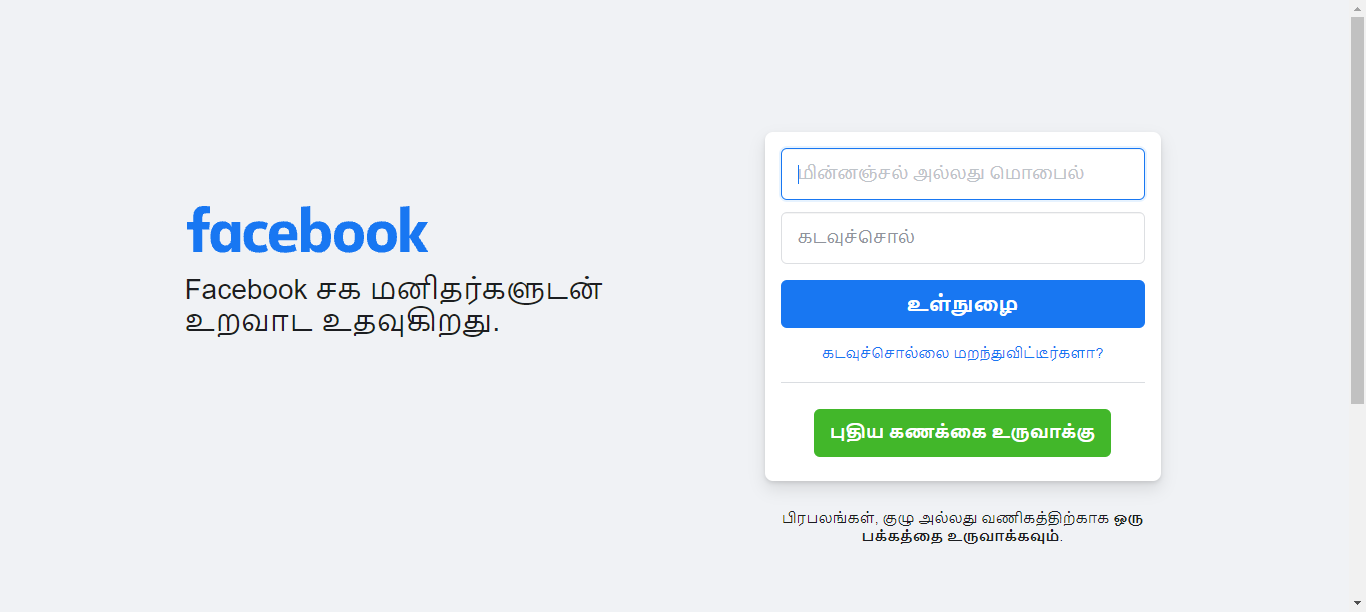 facebook
Facebook சக மனிதர்களுடன்
உறவாட உதவுகிறது.
மின்னஞ்சல் அல்லது மொபைல்
கடவுச்சொல்
உள்நுழை
கடவுச்சொல்லை மறந்துவிட்டீர்களா?
புதிய கணக்கை உருவாக்கு
பிரபலங்கள், குழு அல்லது வணிகத்திற்காக ஒரு
பக்கத்தை உருவாக்கவும்.